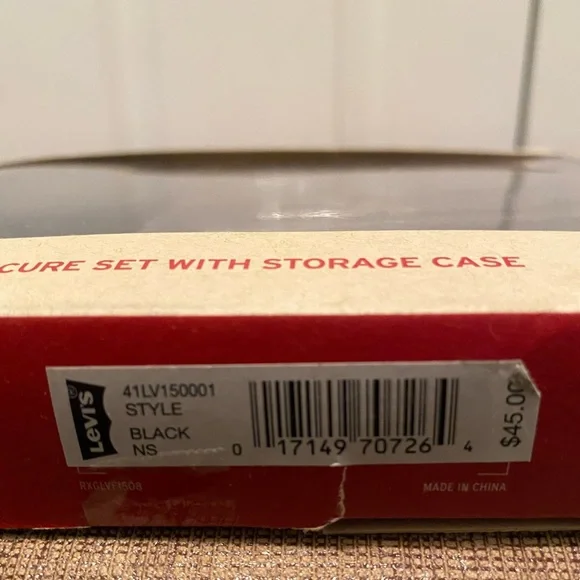 CURE SET WITH STORAGE CASE
Levi's®
41LV150001
STYLE
BLACK
NS
0 17149 70726 4
$45.00
MADE IN CHINA